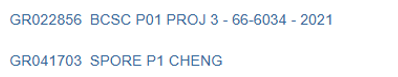 GR022856 BCSC P01 PROJ 3 - 66-6034 - 2021
GR041703 SPORE P1 CHENG